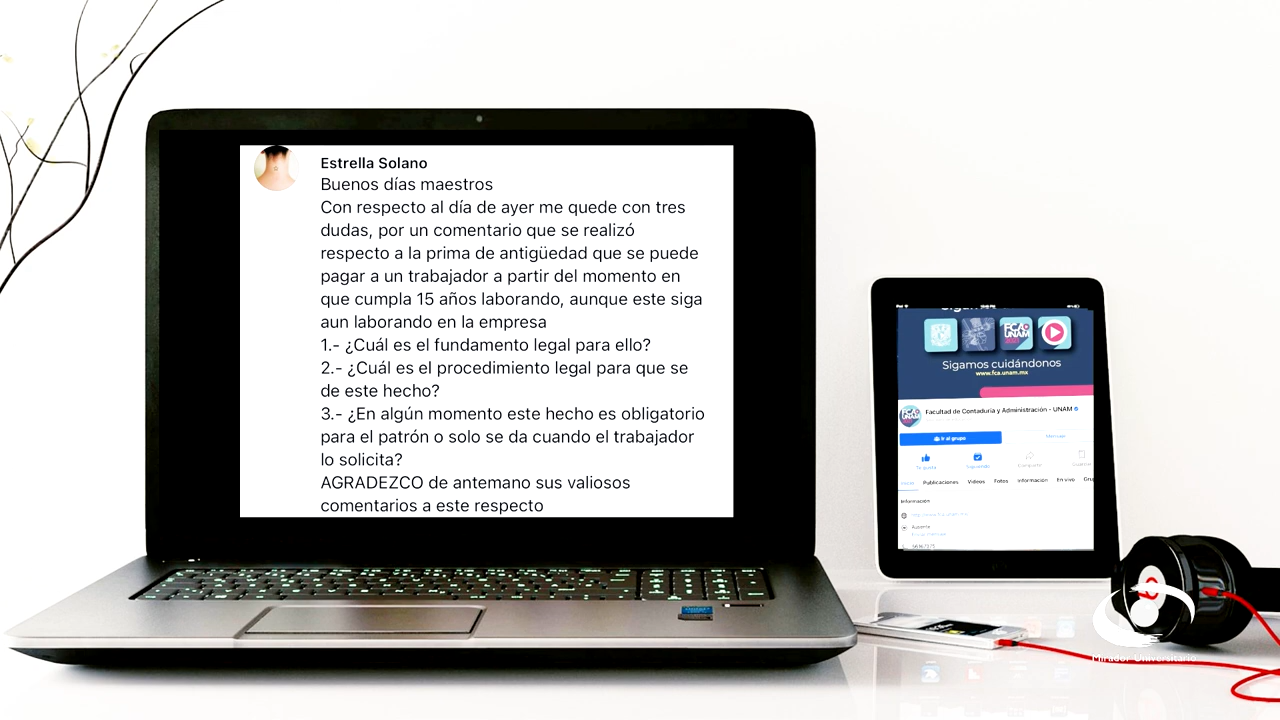 Estrella Solano
Buenos días maestros
Con respecto al día de ayer me quede con tres
dudas, por un comentario que se realizó
respecto a la prima de antigüedad que se puede
pagar a un trabajador a partir del momento en
que cumpla 15 años laborando, aunque este siga
aun laborando en la empresa
1.- ¿Cuál es el fundamento legal para ello?
2.- ¿Cuál es el procedimiento legal para que se
de este hecho?
3.- ¿En algún momento este hecho es obligatorio
para el patrón o solo se da cuando el trabajador
lo solicita?
AGRADEZCO de antemano sus valiosos
comentarios a este respecto
FCA
UNAM
Sigamos cuidándonos
www.fca.unam.mx
Facultad de Contaduría y Administración - UNAM
Ir al grupo
Mensaje
Te gusta Siguiendo Compartir Guardar
Inicio Publicaciones Videos Fotos Información En vivo
Información
Mirador Universitario